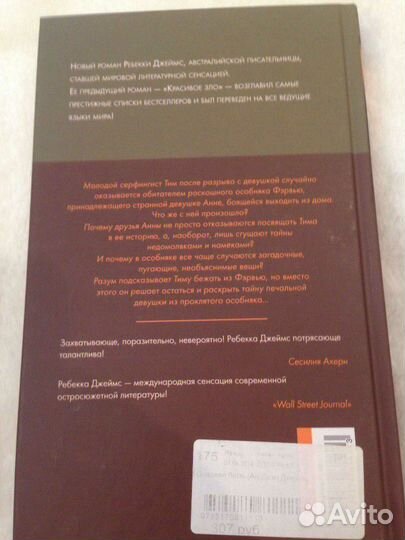 Новый роман Ребекки Джеймс, австралийской писательницы,
ставшей мировой литературной сенсацией.
Ее предыдущий роман — «Красивое зло» — возглавил самые
престижные списки бестселлеров и был переведен на все ведущие
языки мира!
Молодой серфингист Тим после разрыва с девушкой случайно
оказывается обитателем роскошного особняка Фэрвью,
принадлежащего странной девушке Анне, боящейся выходить из дома.
Что же с ней произошло?
Почему друзья Анны не просто отказываются посвящать Тима
в ее историю, а, наоборот, лишь сгущают тайны
недомолвками и намеками?
И почему в особняке все чаще случаются загадочные,
пугающие, необъяснимые вещи?
Разум подсказывает Тиму бежать из Фэрвью, но вместо
этого он решает остаться и раскрыть тайну печальной
девушки из проклятого особняка...
Захватывающе, поразительно, невероятно! Ребекка Джеймс потрясающе
талантлива!
Сесилия Ахерн
Ребекка Джеймс — международная сенсация современной
остросюжетной литературы!
«Wall Street Journal»
175
307 руб
Avito